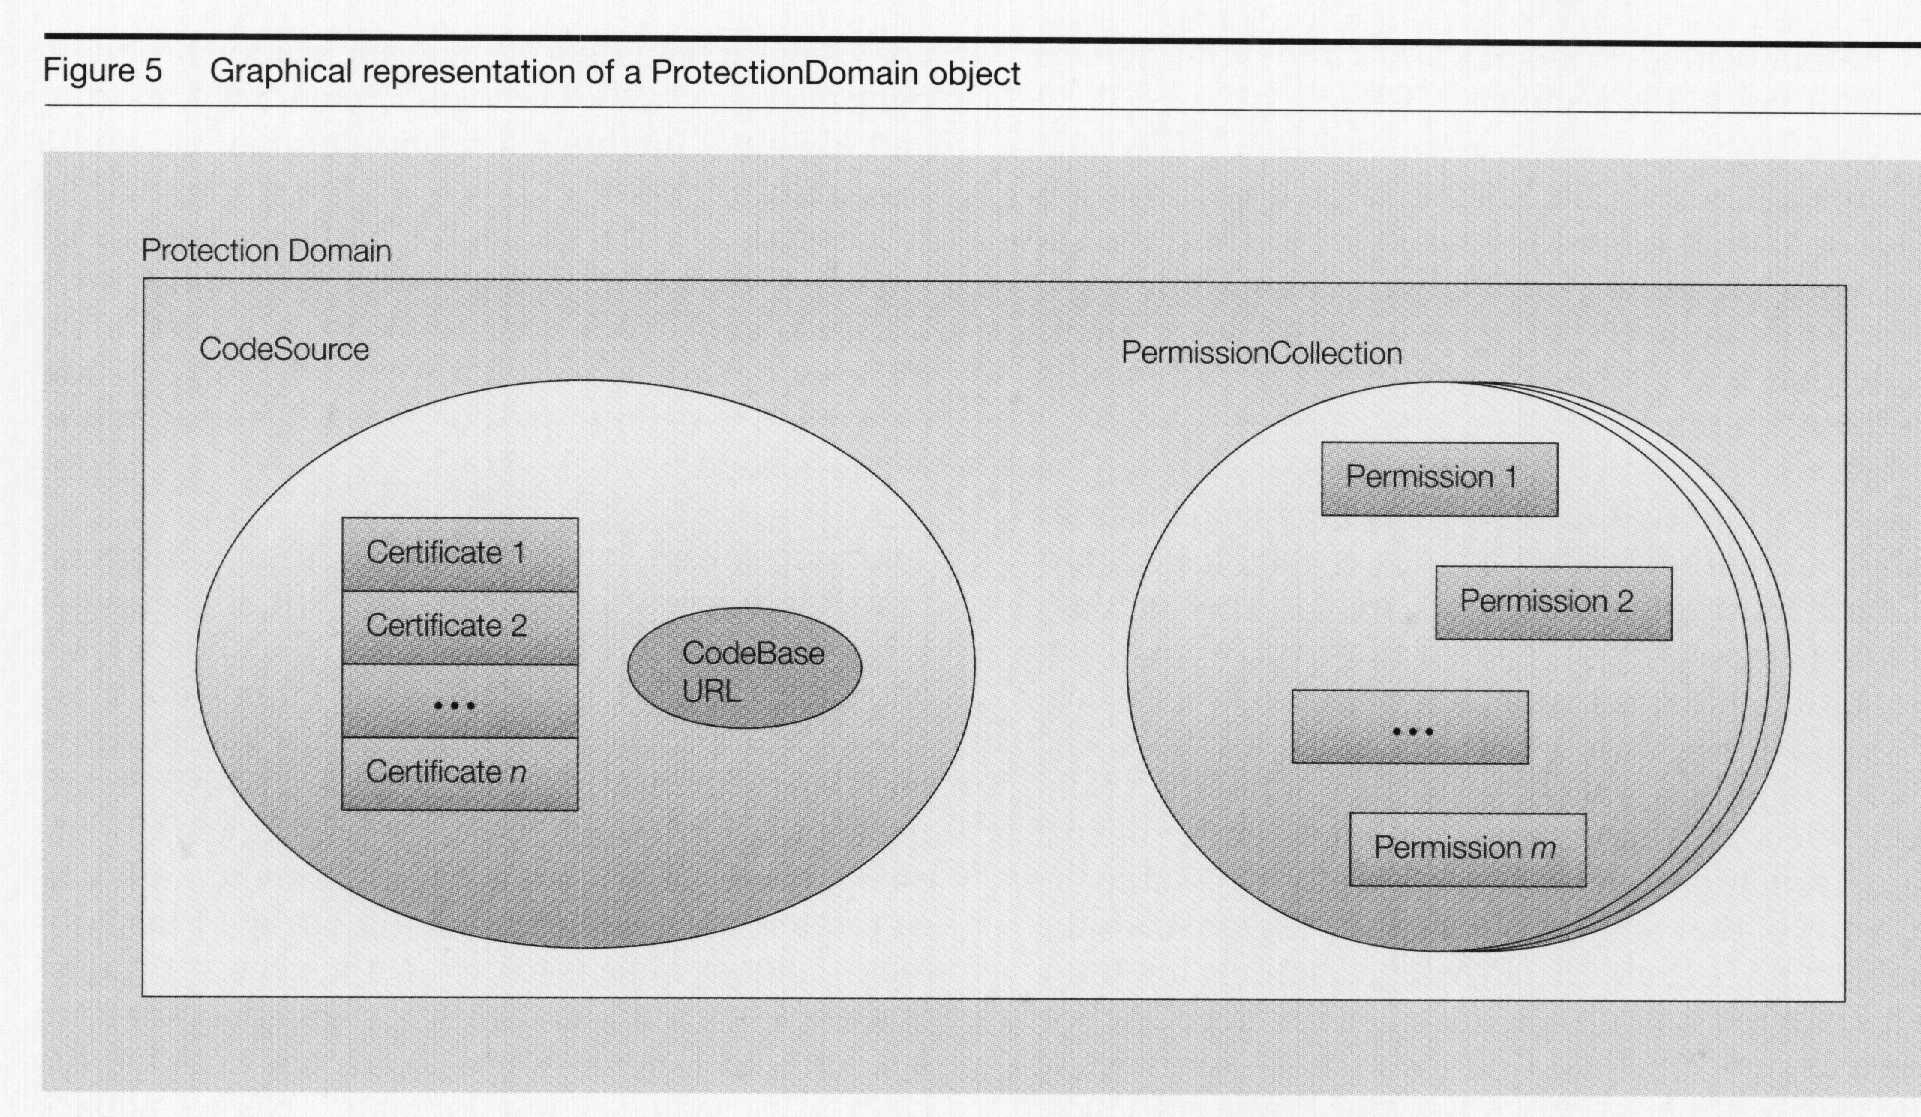 Figure 5 Graphical representation of a ProtectionDomain object
Protection Domain
CodeSource
Certificate 1
Certificate 2
•••
Certificate n
CodeBase
URL
PermissionCollection
Permission 1
Permission 2
•••
Permission m